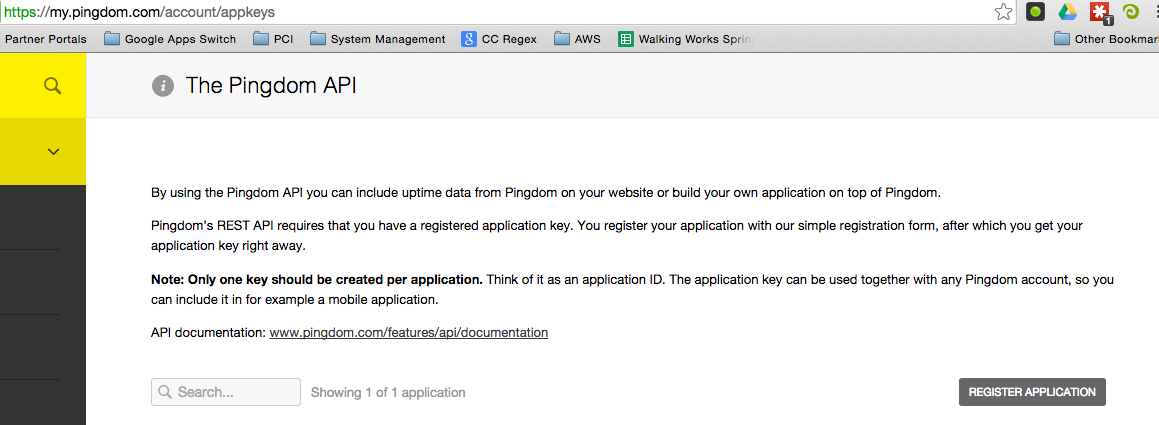 https://my.pingdom.com/account/appkeys
1
Partner Portals Google Apps Switch PCI System Management CC Regex AWS Walking Works Sprin Other Bookmar
The Pingdom API
By using the Pingdom API you can include uptime data from Pingdom on your website or build your own application on top of Pingdom.
Pingdom's REST API requires that you have a registered application key. You register your application with our simple registration form, after which you get your
application key right away.
Note: Only one key should be created per application. Think of it as an application ID. The application key can be used together with any Pingdom account, so you
can include it in for example a mobile application.
API documentation: www.pingdom.com/features/api/documentation
Search... Showing 1 of 1 application REGISTER APPLICATION